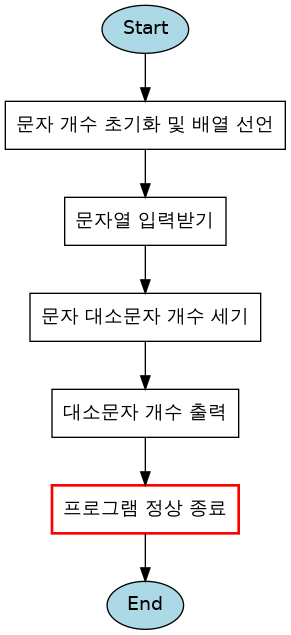 Start
문자 개수 초기화 및 배열 선언
문자열 입력받기
문자 대소문자 개수 세기
대소문자 개수 출력
프로그램 정상 종료
End